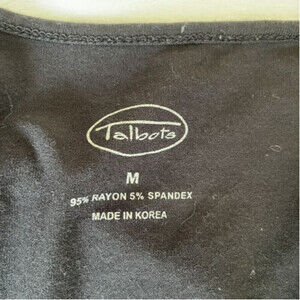 Talbots
M
95% RAYON 5% SPANDEX
MADE IN KOREA